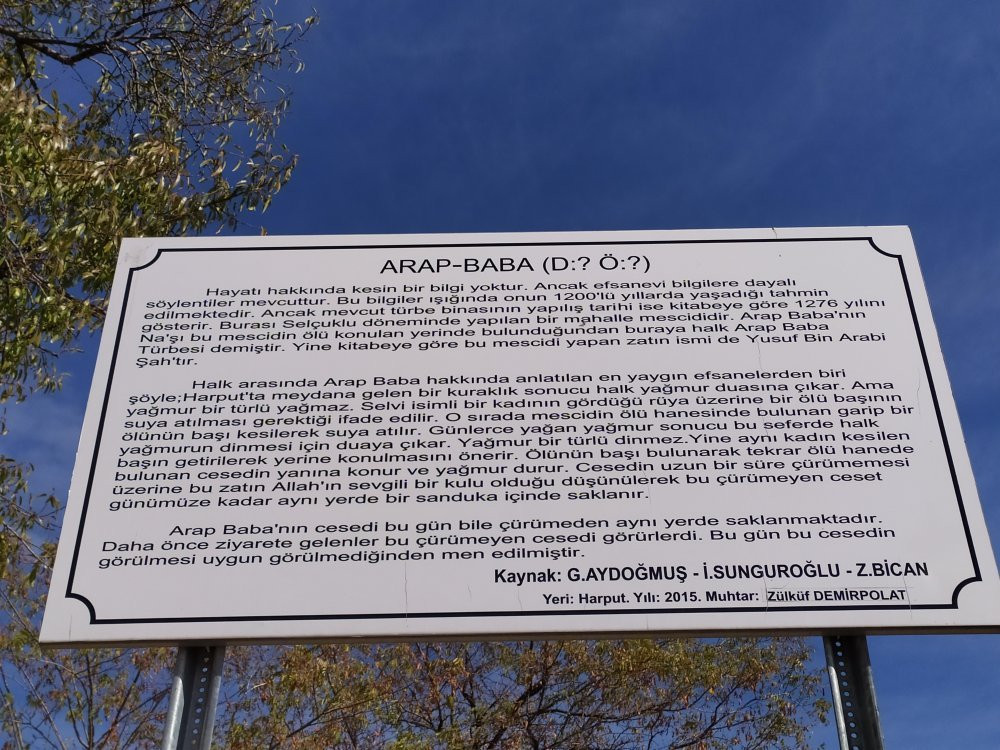 ARAP-BABA (D:? Ö:?)
Hayatı hakkında kesin bir bilgi yoktur. Ancak efsanevi bilgilere dayalı
söylentiler mevcuttur. Bu bilgiler ışığında onun 1200'lü yıllarda yaşadığı tahmin
edilmektedir. Ancak mevcut türbe binasının yapılış tarihi ise kitabeye göre 1276 yılını
gösterir. Burası Selçuklu döneminde yapılan bir mahalle mescididir. Arap Baba'nın
Na'şı bu mescidin ölü konulan yerinde bulunduğundan buraya halk Arap Baba
Türbesi demiştir. Yine kitabeye göre bu mescidi yapan zatın ismi de Yusuf Bin Arabi
Şah'tır.
Halk arasında Arap Baba hakkında anlatılan en yaygın efsanelerden biri
şöyle;Harput'ta meydana gelen bir kuraklık sonucu halk yağmur duasına çıkar. Ama
yağmur bir türlü yağmaz. Selvi isimli bir kadının gördüğü rüya üzerine bir ölü başının
suya atılması gerektiği ifade edilir. O sırada mescidin ölü hanesinde bulunan garip bir
ölünün başı kesilerek suya atılır. Günlerce yağan yağmur sonucu bu seferde halk
yağmurun dinmesi için duaya çıkar. Yağmur bir türlü dinmez.Yine aynı kadın kesilen
başın getirilerek yerine konulmasını önerir. Ölünün başı bulunarak tekrar ölü hanede
bulunan cesedin yanına konur ve yağmur durur. Cesedin uzun bir süre çürümemesi
üzerine bu zatın Allah'ın sevgili bir kulu olduğu düşünülerek bu çürümeyen ceset
günümüze kadar aynı yerde bir sanduka içinde saklanır.
Arap Baba'nın cesedi bu gün bile çürümeden aynı yerde saklanmaktadır.
Daha önce ziyarete gelenler bu çürümeyen cesedi görürlerdi. Bu gün bu cesedin
görülmesi uygun görülmediğinden men edilmiştir.
Kaynak: G.AYDOĞMUŞ - İ.SUNGUROĞLU - Z.BİCAN
Yeri: Harput. Yılı: 2015. Muhtar: Zülküf DEMİRPOLAT